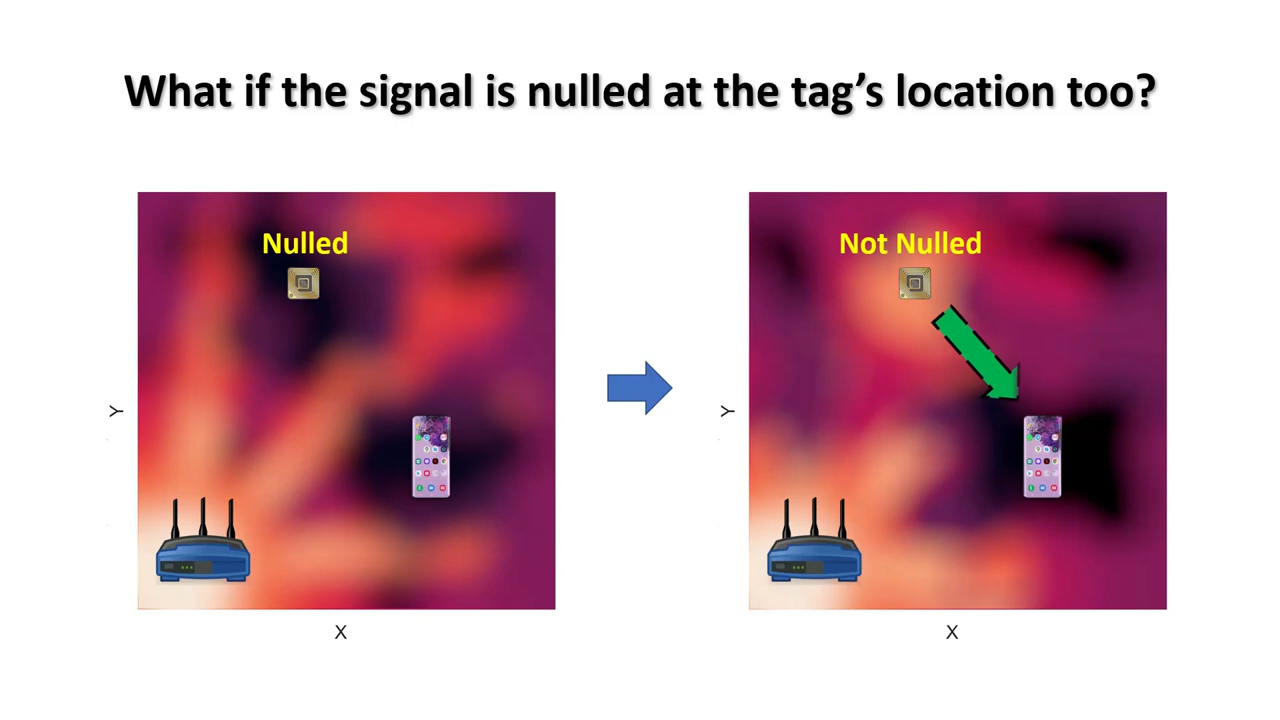 What if the signal is nulled at the tag’s location too?
Nulled
Not Nulled
Y
Y
X
X